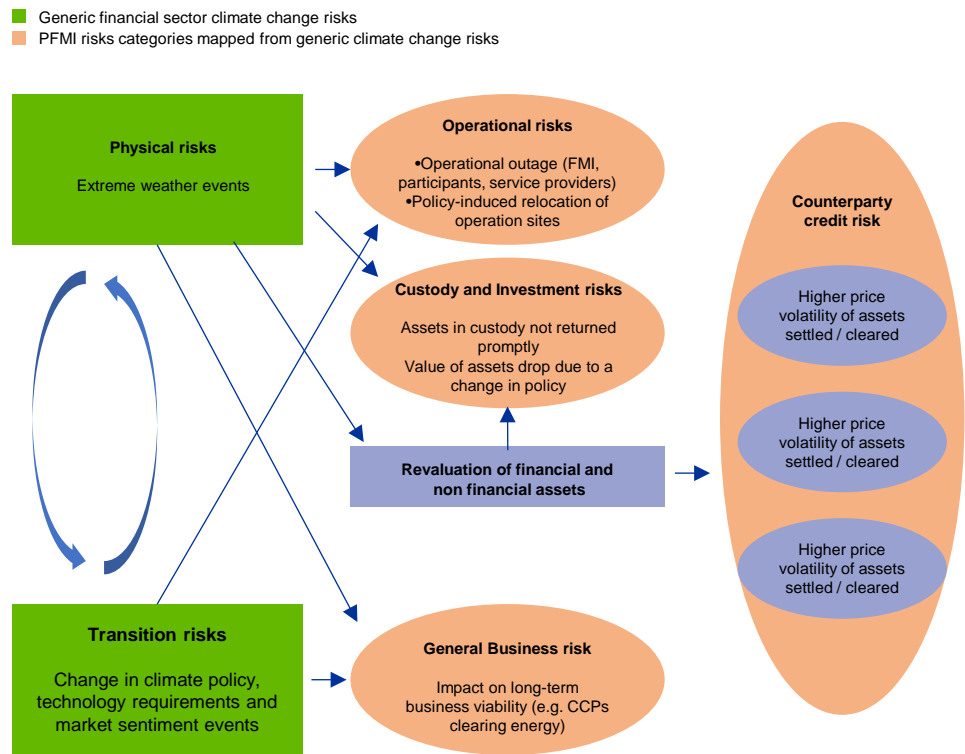 Generic financial sector climate change risks
PFMI risks categories mapped from generic climate change risks
Physical risks
Extreme weather events
Operational risks
•Operational outage (FMI,
participants, service providers)
•Policy-induced relocation of
operation sites
Custody and Investment risks
Assets in custody not returned
promptly
Value of assets drop due to a
change in policy
Revaluation of financial and
non financial assets
Counterparty
credit risk
Higher price
volatility of assets
settled / cleared
Higher price
volatility of assets
settled / cleared
Higher price
volatility of assets
settled / cleared
Transition risks
Change in climate policy,
technology requirements and
market sentiment events
General Business risk
Impact on long-term
business viability (e.g. CCPs
clearing energy)